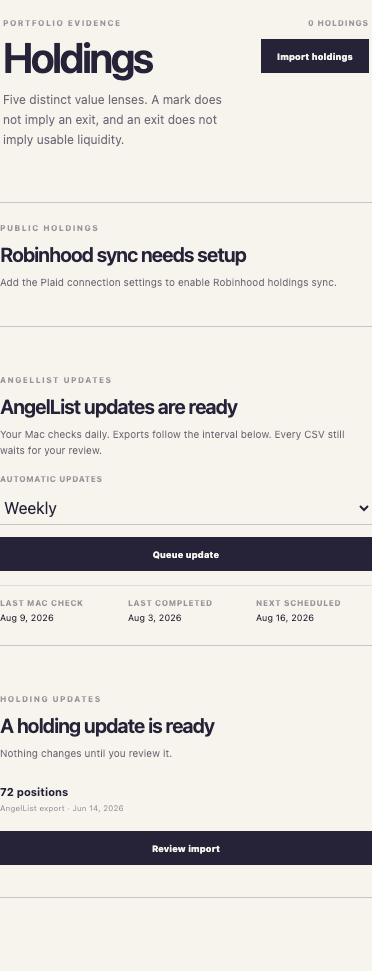 PORTFOLIO EVIDENCE
0 HOLDINGS
Holdings
Import holdings
Five distinct value lenses. A mark does
not imply an exit, and an exit does not
imply usable liquidity.
PUBLIC HOLDINGS
Robinhood sync needs setup
Add the Plaid connection settings to enable Robinhood holdings sync.
ANGELLIST UPDATES
AngelList updates are ready
Your Mac checks daily. Exports follow the interval below. Every CSV still
waits for your review.
AUTOMATIC UPDATES
Weekly
Queue update
LAST MAC CHECK
Aug 9, 2026
LAST COMPLETED
Aug 3, 2026
NEXT SCHEDULED
Aug 16, 2026
HOLDING UPDATES
A holding update is ready
Nothing changes until you review it.
72 positions
AngelList export · Jun 14, 2026
Review import